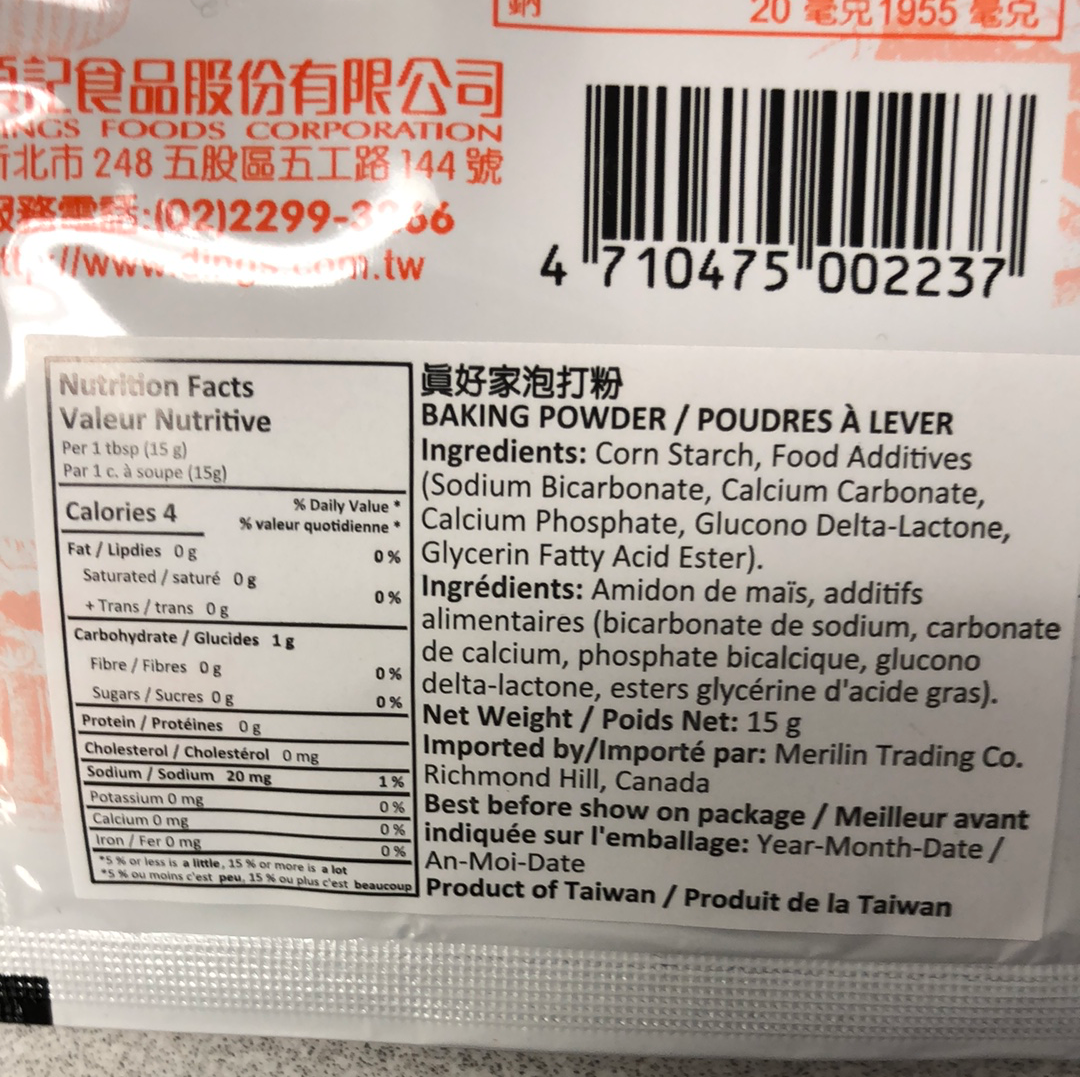 鈉 20 毫克 1955 毫克
記食品股份有限公司
INGS FOODS CORPORATION
北市 248 五股區五工路 144 號
服務電話:(02)2299-3
4 710475 002237
Nutrition Facts
Valeur Nutritive
Per 1 tbsp (15 g)
Par 1 c. à soupe (15g)
Calories 4
% Daily Value *
% valeur quotidienne *
Fat / Lipdies 0 g 0 %
Saturated / saturé 0 g
+ Trans / trans 0 g 0 %
Carbohydrate / Glucides 1 g
Fibre / Fibres 0 g 0 %
Sugars / Sucres 0 g 0 %
Protein / Protéines 0 g
Cholesterol / Cholestérol 0 mg
Sodium / Sodium 20 mg 1 %
Potassium 0 mg 0 %
Calcium 0 mg 0 %
Iron / Fer 0 mg 0 %
*5 % or less is a little, 15 % or more is a lot
*5 % ou moins c'est peu, 15 % ou plus c'est beaucoup
眞好家泡打粉
BAKING POWDER / POUDRES À LEVER
Ingredients: Corn Starch, Food Additives
(Sodium Bicarbonate, Calcium Carbonate,
Calcium Phosphate, Glucono Delta-Lactone,
Glycerin Fatty Acid Ester).
Ingrédients: Amidon de maïs, additifs
alimentaires (bicarbonate de sodium, carbonate
de calcium, phosphate bicalcique, glucono
delta-lactone, esters glycérine d'acide gras).
Net Weight / Poids Net: 15 g
Imported by/Importé par: Merilin Trading Co.
Richmond Hill, Canada
Best before show on package / Meilleur avant
indiquée sur l'emballage: Year-Month-Date /
An-Moi-Date
Product of Taiwan / Produit de la Taiwan